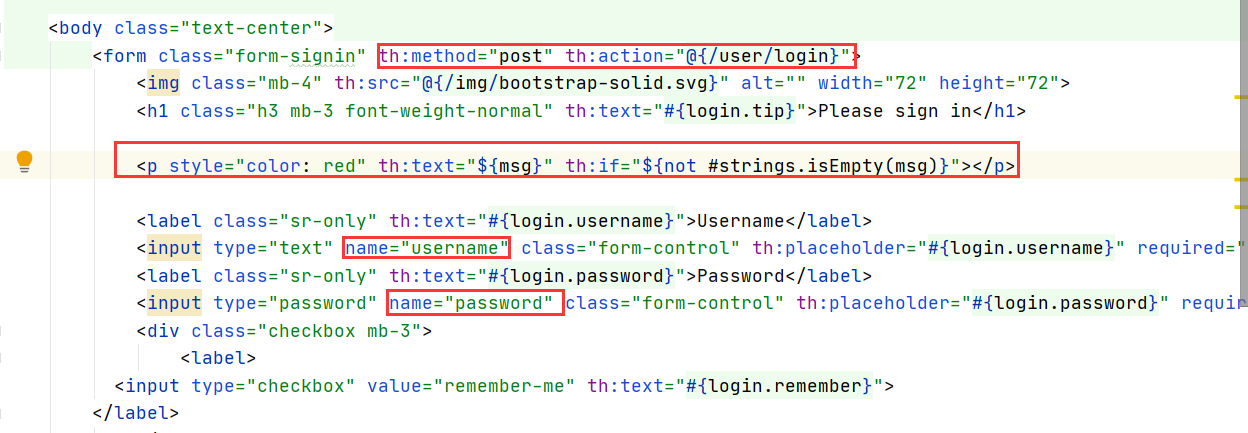 <body class="text-center">
<form class="form-signin" th:method="post" th:action="@{/user/login}">
<img class="mb-4" th:src="@{/img/bootstrap-solid.svg}" alt="" width="72" height="72">
<h1 class="h3 mb-3 font-weight-normal" th:text="#{login.tip}">Please sign in</h1>
<p style="color: red" th:text="${msg}" th:if="${not #strings.isEmpty(msg)}"></p>
<label class="sr-only" th:text="#{login.username}">Username</label>
<input type="text" name="username" class="form-control" th:placeholder="#{login.username}" required="
<label class="sr-only" th:text="#{login.password}">Password</label>
<input type="password" name="password" class="form-control" th:placeholder="#{login.password}" requir
<div class="checkbox mb-3">
<label>
<input type="checkbox" value="remember-me" th:text="#{login.remember}">
</label>